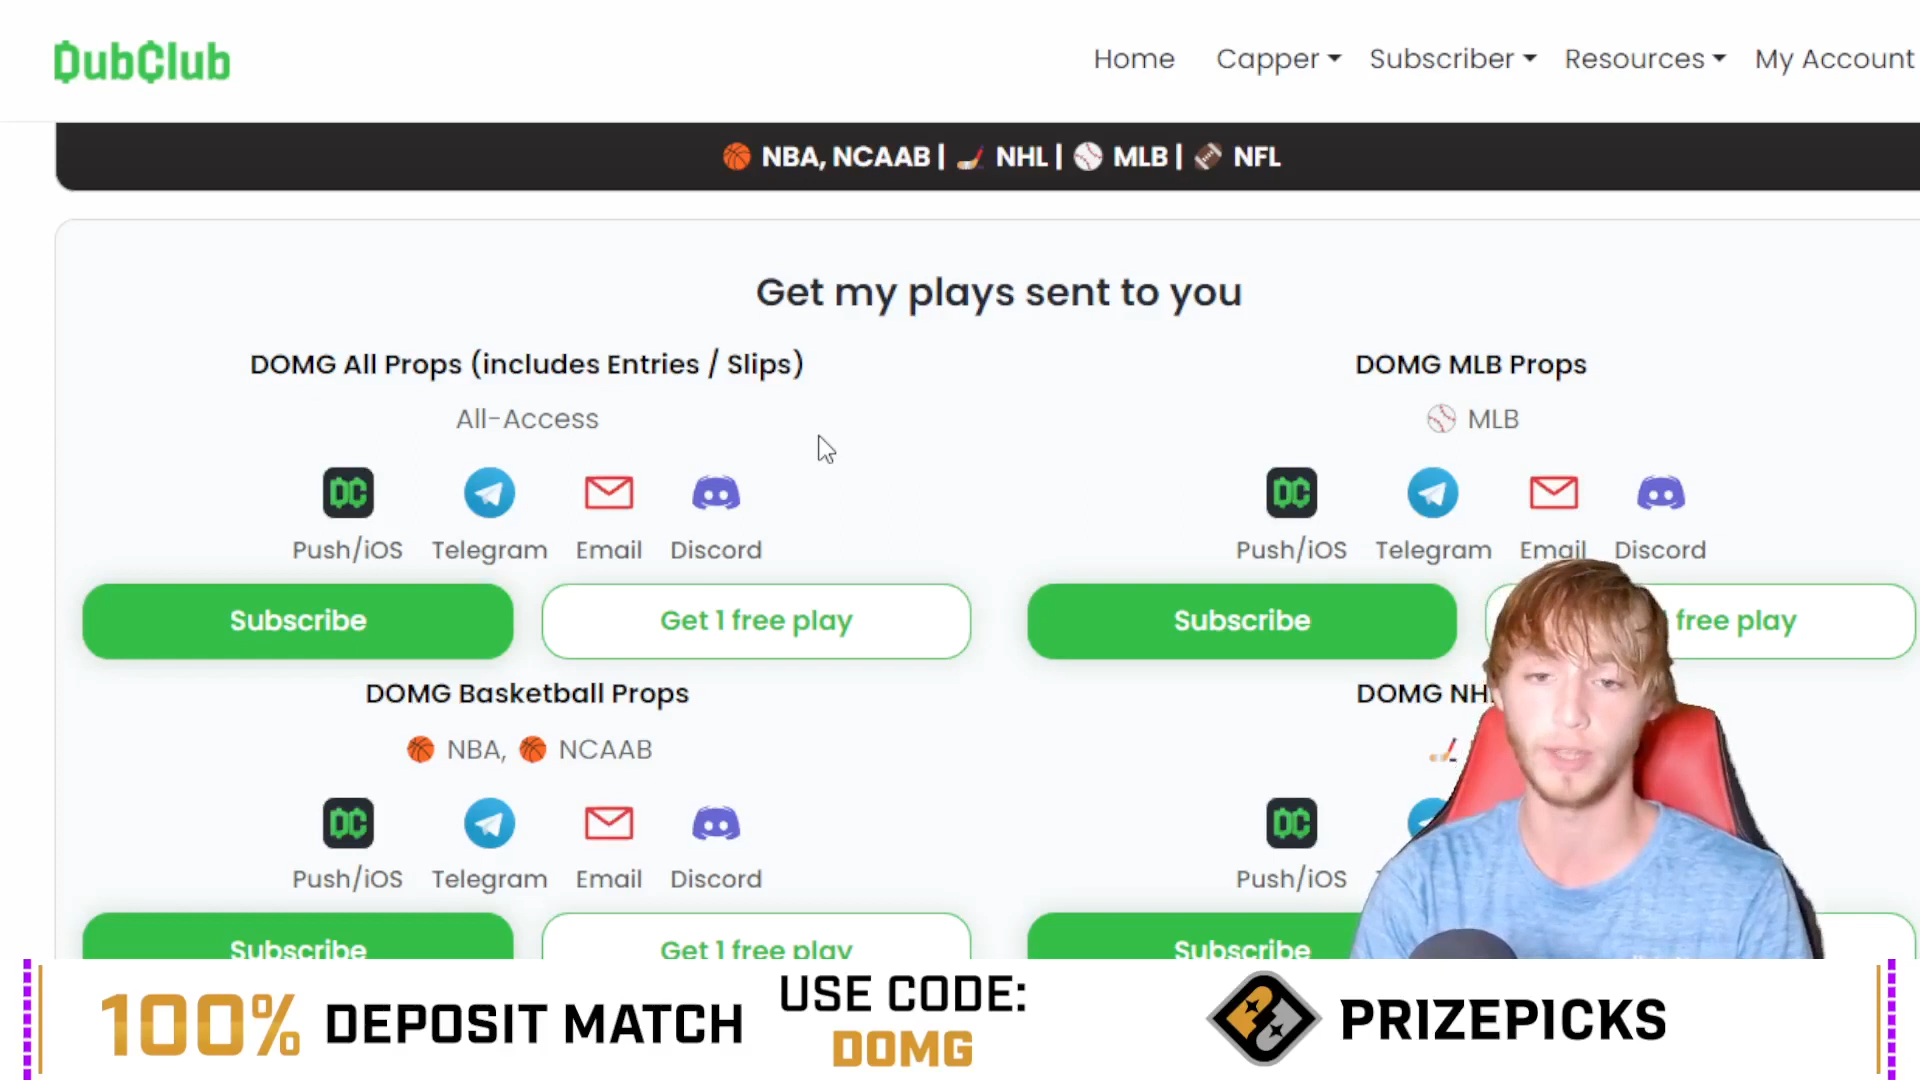 DubClub
Home Capper Subscriber Resources My Account
NBA, NCAAB | NHL | MLB | NFL
Get my plays sent to you
DOMG All Props (includes Entries / Slips)
All-Access
Push/iOS Telegram Email Discord
Subscribe
Get 1 free play
DOMG MLB Props
MLB
Push/iOS Telegram Email Discord
Subscribe
free play
DOMG Basketball Props
NBA, NCAAB
Push/iOS Telegram Email Discord
Subscribe
Get 1 free play
DOMG NH
Push/iOS
Subscribe
100% DEPOSIT MATCH
USE CODE:
DOMG
PRIZEPICKS